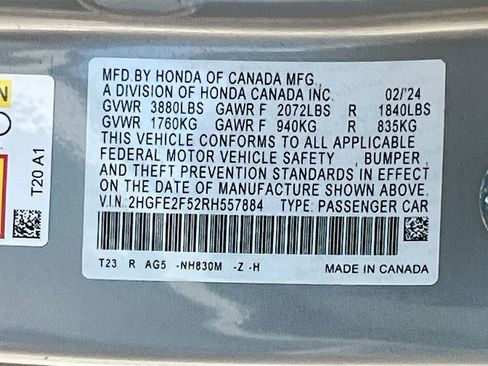 N
T20 A1
MFD.BY HONDA OF CANADA MFG.
A DIVISION OF HONDA CANADA INC. 02/'24
GVWR 3880LBS GAWR F 2072LBS R 1840LBS
GVWR 1760KG GAWR F 940KG R 835KG
THIS VEHICLE CONFORMS TO ALL APPLICABLE
FEDERAL MOTOR VEHICLE SAFETY , BUMPER ,
AND THEFT PREVENTION STANDARDS IN EFFECT
ON THE DATE OF MANUFACTURE SHOWN ABOVE.
V.I.N. 2HGFE2F52RH557884 TYPE: PASSENGER CAR
T23 R AG5 -NH830M -Z -H MADE IN CANADA